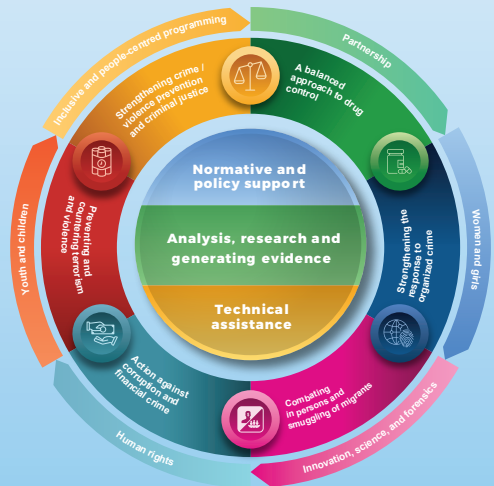 Inclusive and people-centred programming
Partnership
Women and girls
Innovation, science, and forensics
Human rights
Youth and children
Strengthening crime /
violence Prevention
and criminal justice
A balanced
approach to drug
control
Strengthening the
response to
organized crime
Combating
in persons and
smuggling of migrants
Action against
corruption and
financial crime
Preventing and
countering terrorism
and violence
Normative and
policy support
Analysis, research and
generating evidence
Technical
assistance